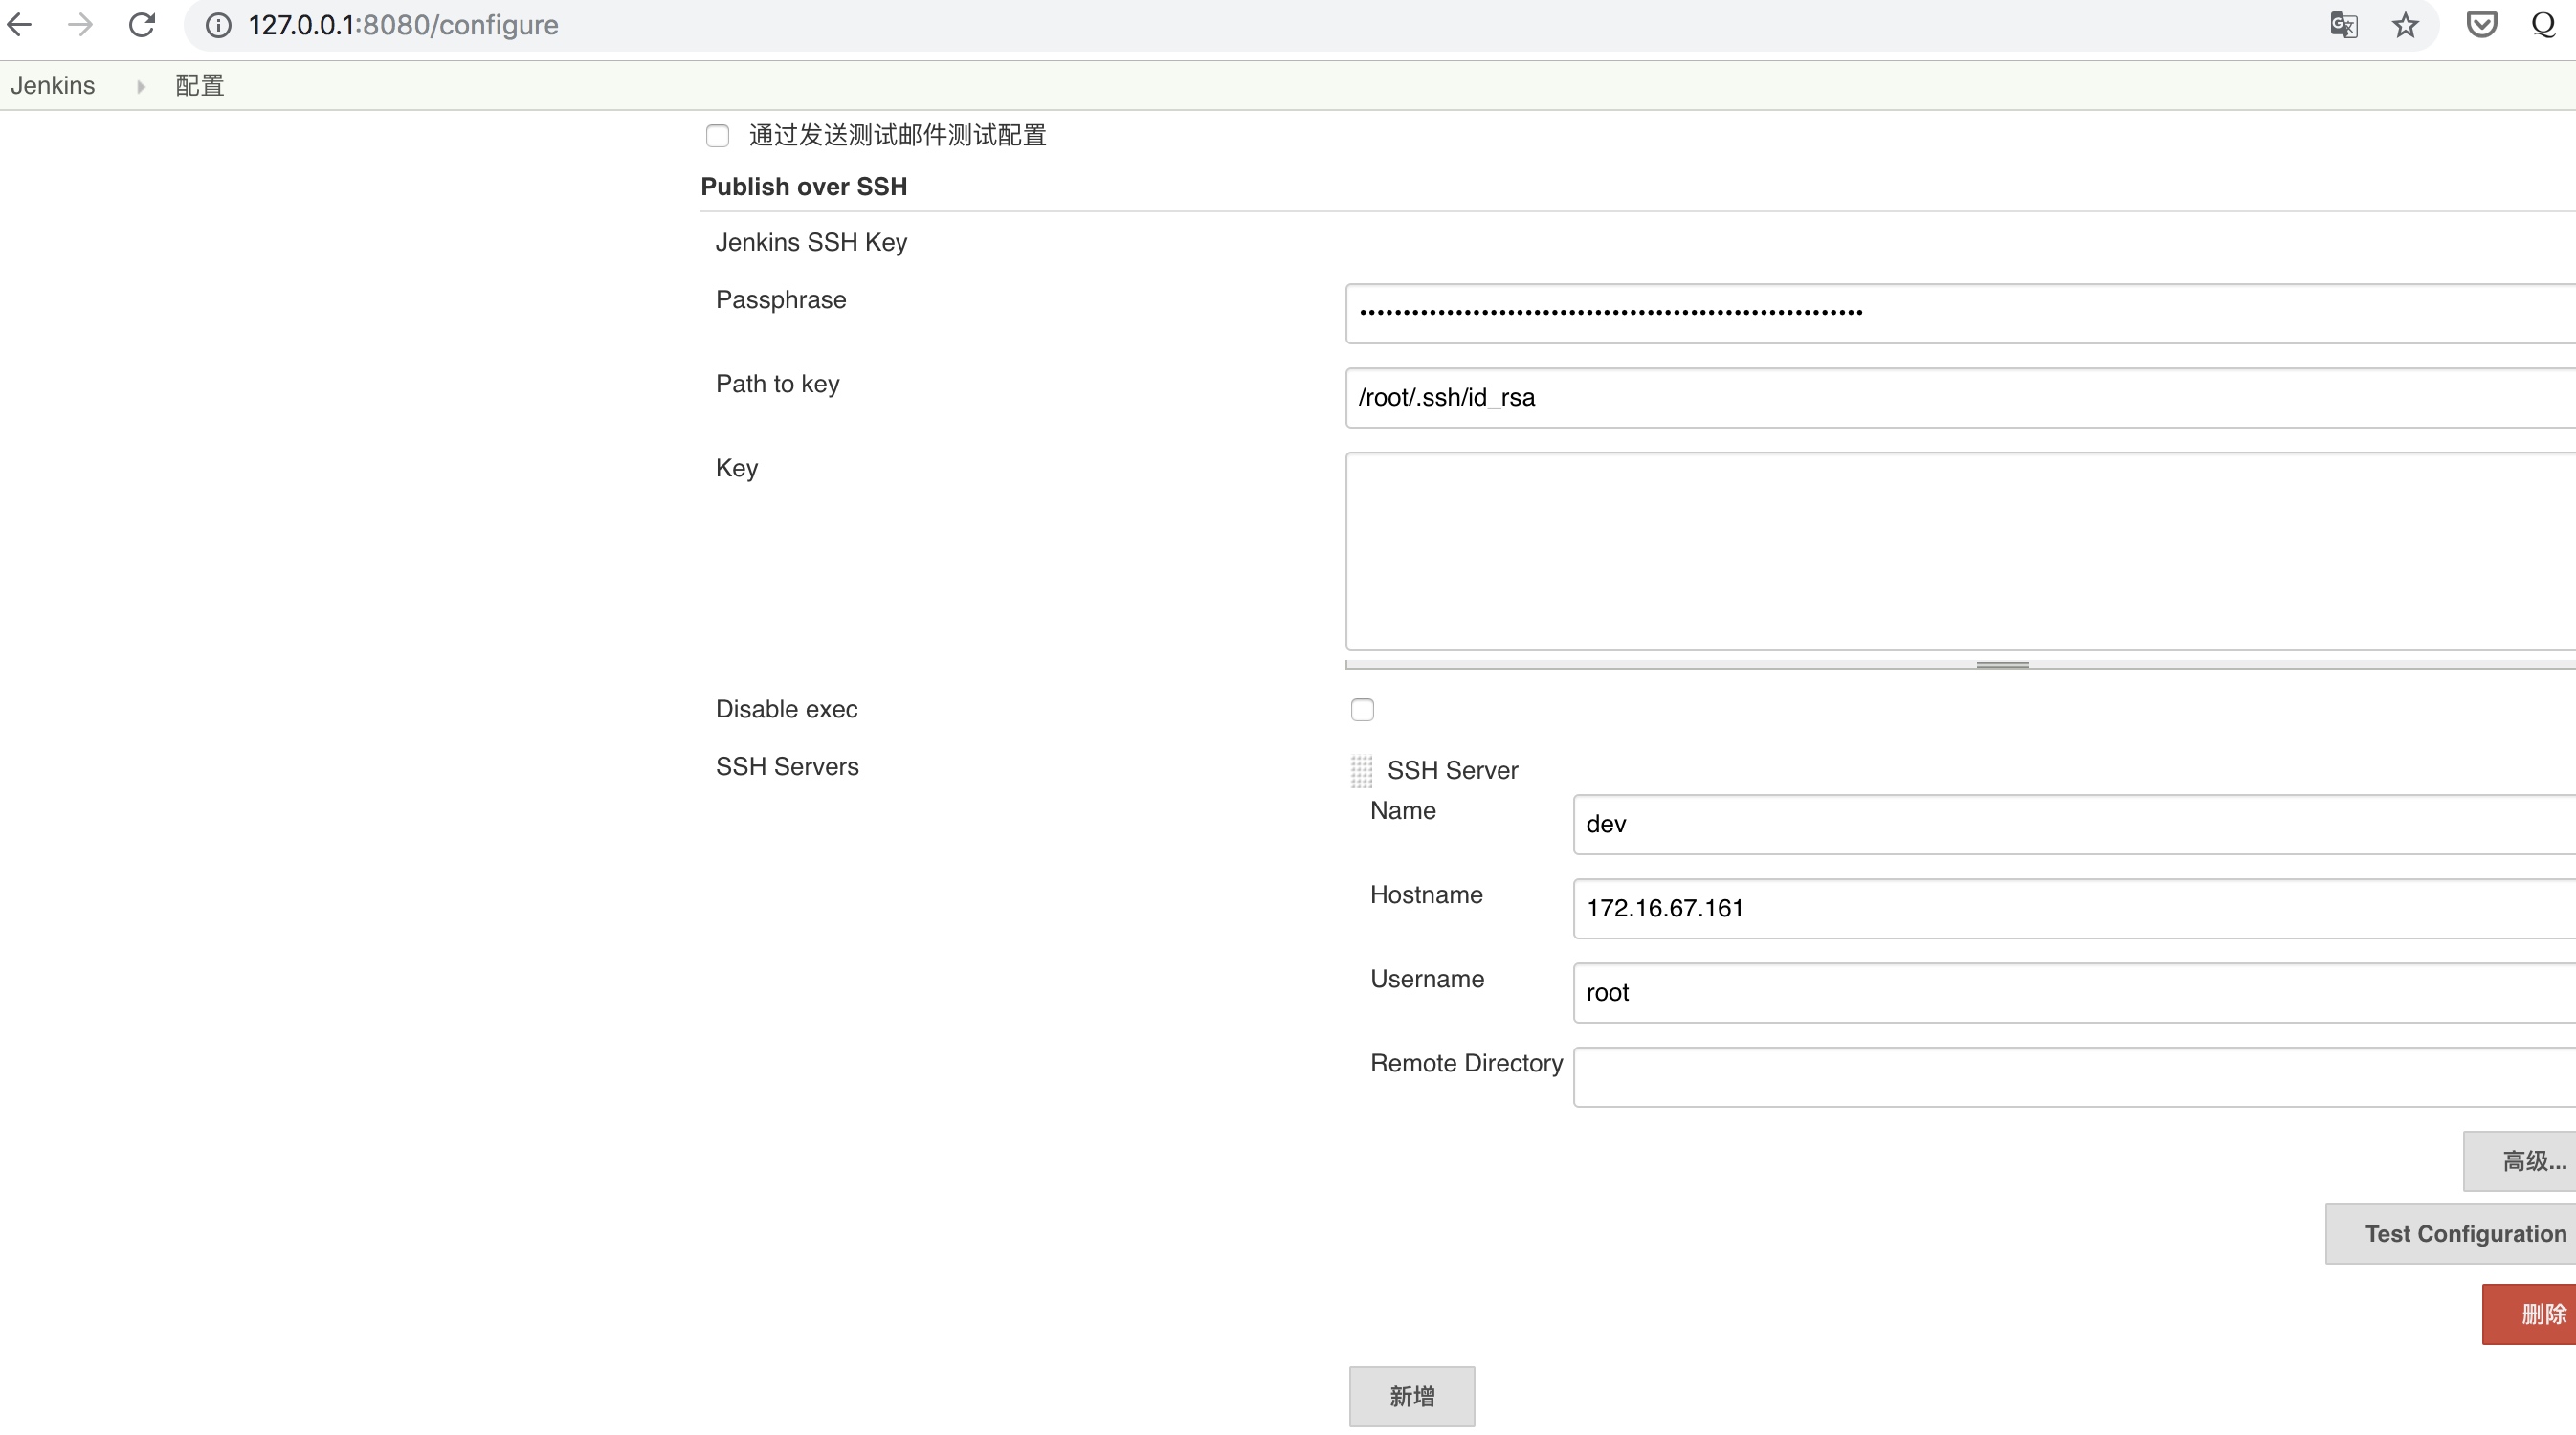 127.0.0.1:8080/configure
Jenkins 配置
通过发送测试邮件测试配置
Publish over SSH
Jenkins SSH Key
Passphrase ••••••••••••••••••••••••••••••••••••••••••••••••••••••••••
Path to key /root/.ssh/id_rsa
Key
Disable exec
SSH Servers SSH Server
Name dev
Hostname 172.16.67.161
Username root
Remote Directory
高级...
Test Configuration
删除
新增